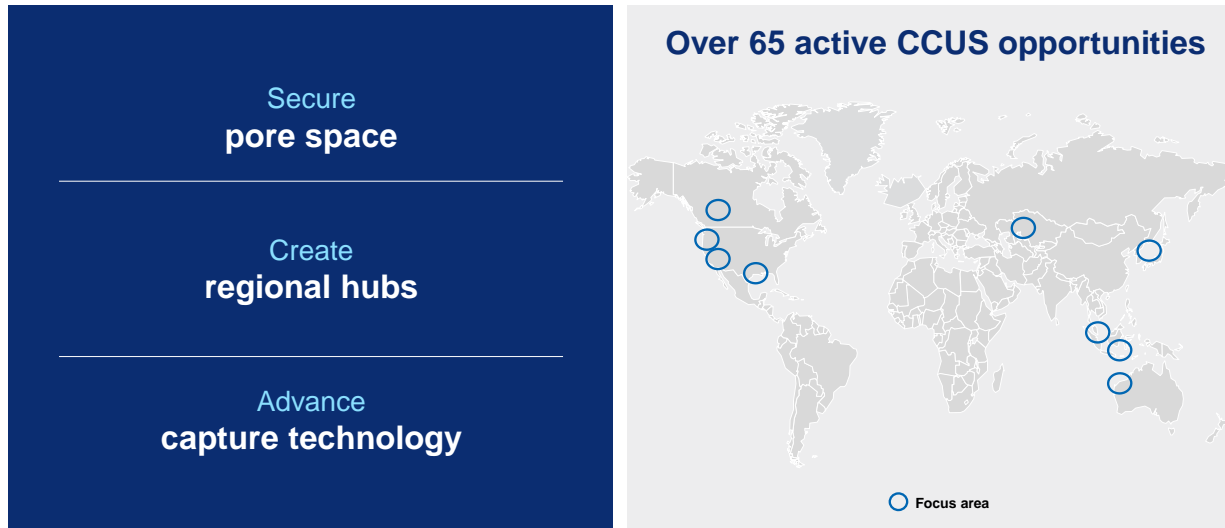 Secure
pore space
Create
regional hubs
Advance
capture technology
Over 65 active CCUS opportunities
Focus area